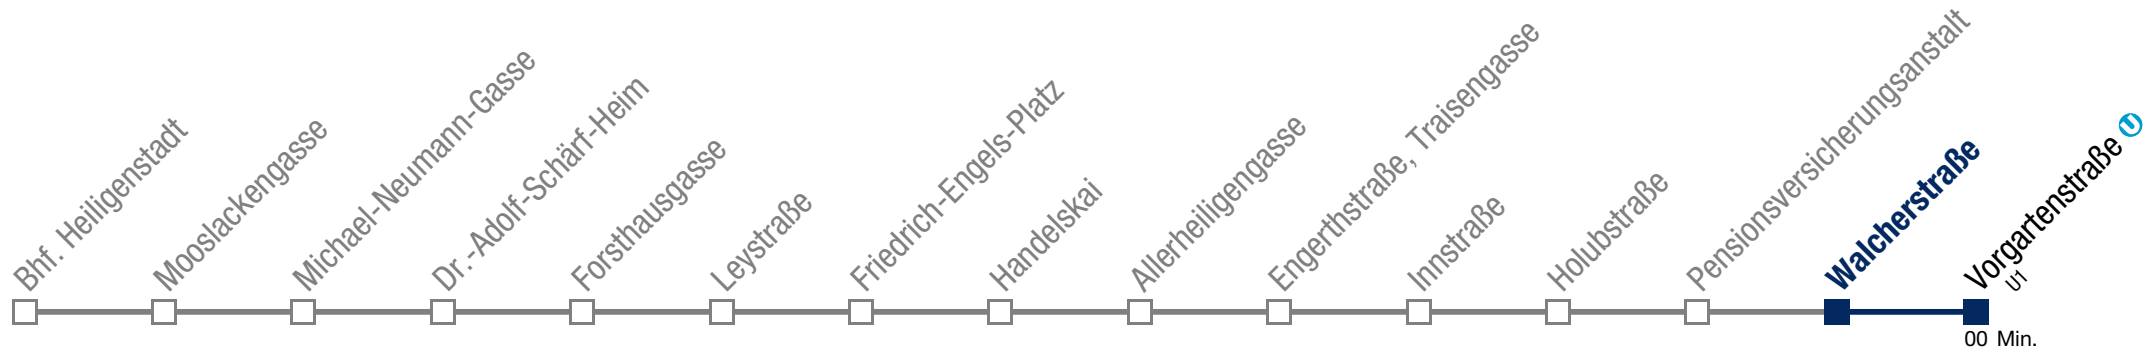 Bhf. Heiligenstadt
Mooslackengasse
Michael-Neumann-Gasse
Dr.-Adolf-Schärf-Heim
Forsthausgasse
Leystraße
Friedrich-Engels-Platz
Handelskai
Allerheiligengasse
Engerthstraße, Traisengasse
Innstraße
Holubstraße
Pensionsversicherungsanstalt
Walcherstraße
Vorgartenstraße U
U1
00 Min.